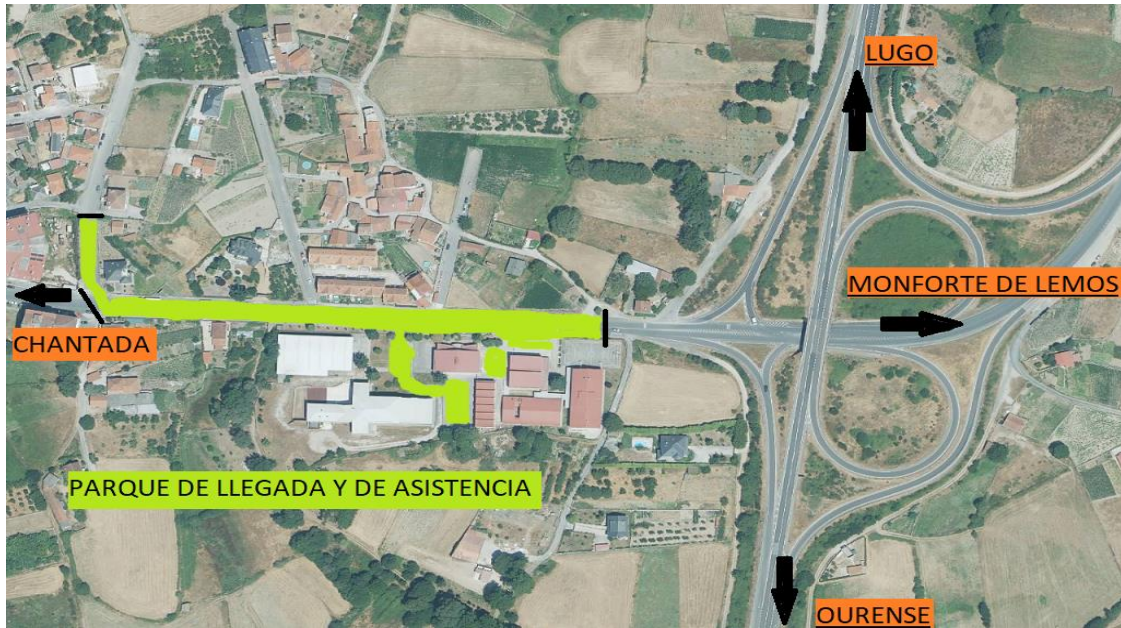 LUGO
MONFORTE DE LEMOS
CHANTADA
PARQUE DE LLEGADA Y DE ASISTENCIA
OURENSE